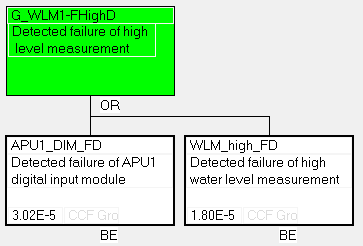 G_WLM1-FHighD
Detected failure of high
level measurement
OR
APU1_DIM_FD
Detected failure of APU1
digital input module
3.02E-5 CCF Gro
BE
WLM_high_FD
Detected failure of high
water level measurement
1.80E-5 CCF Gro
BE